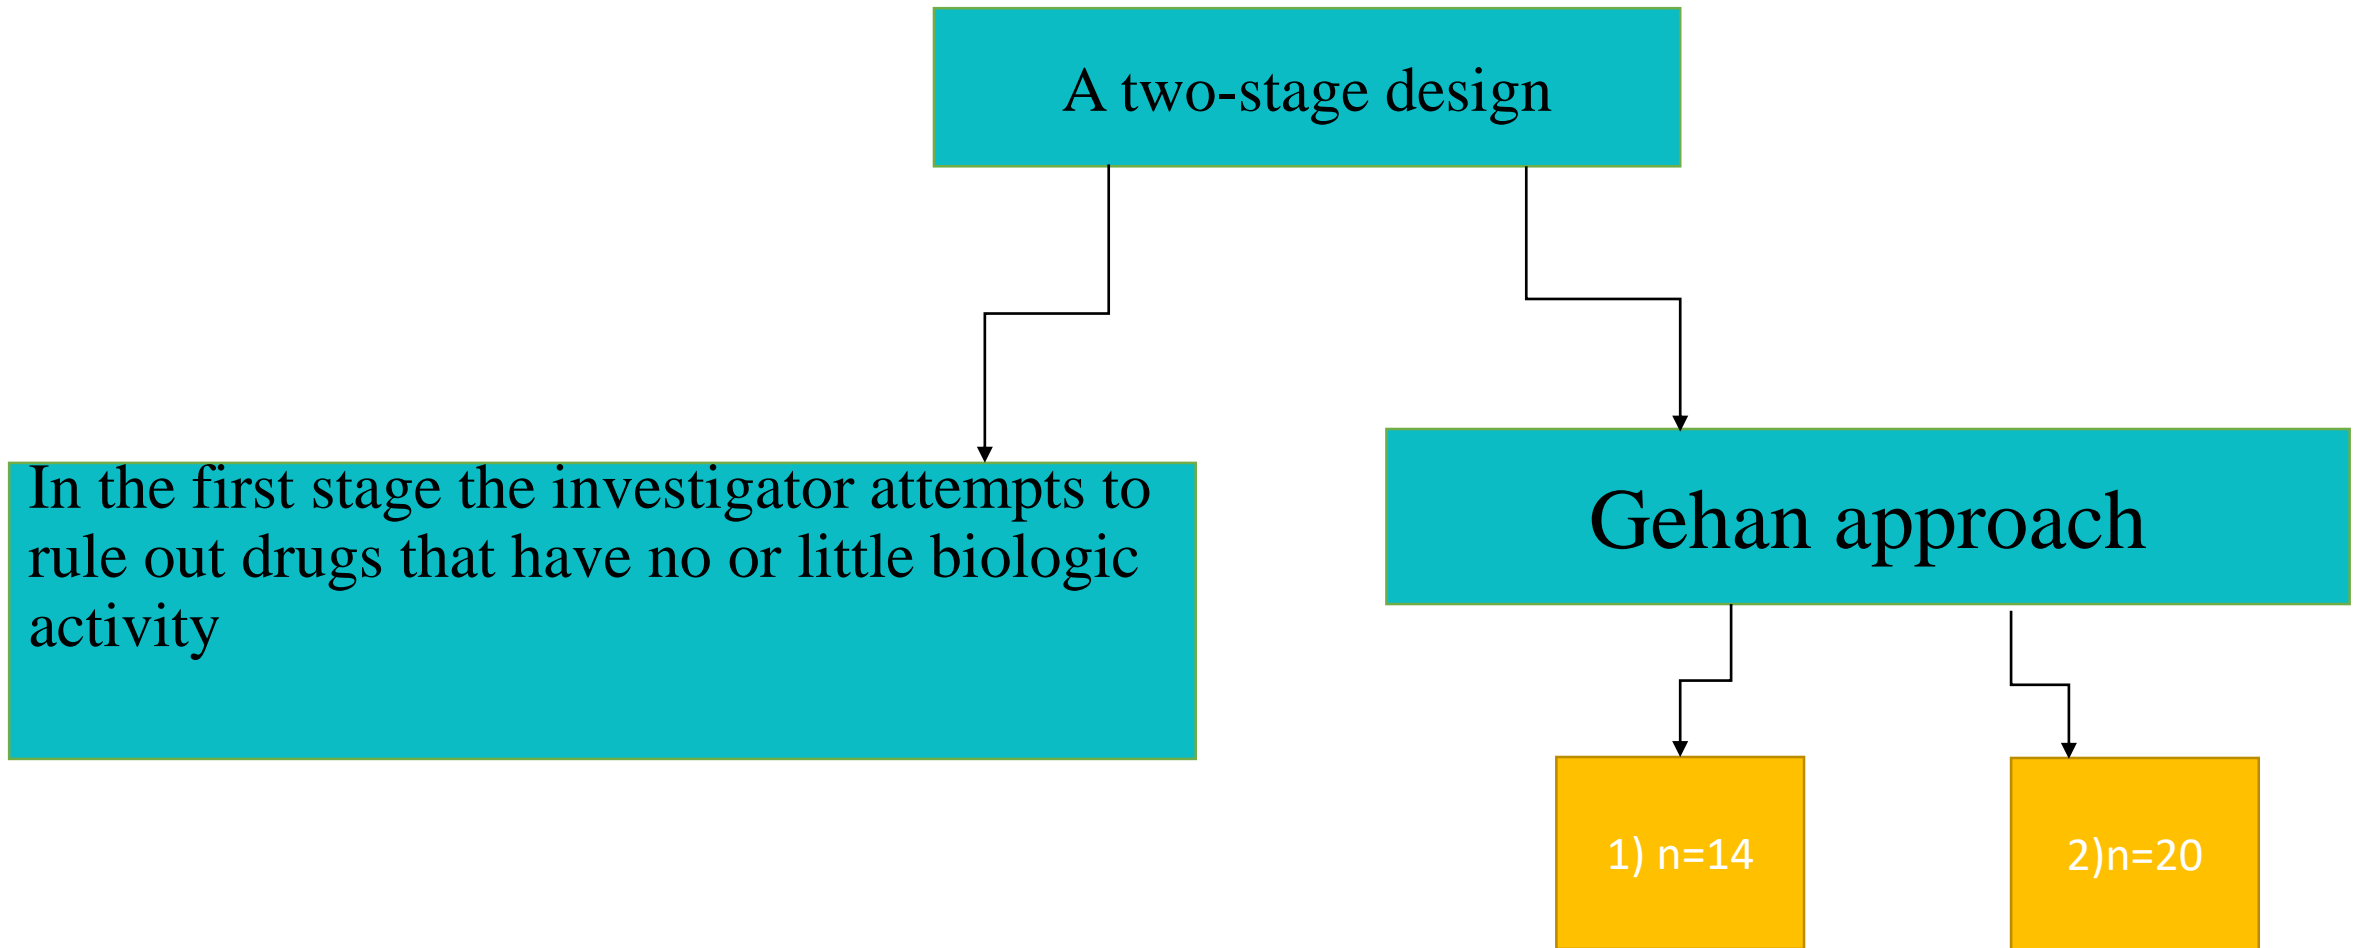 A two-stage design
In the first stage the investigator attempts to
rule out drugs that have no or little biologic
activity
Gehan approach
1) n=14
2)n=20